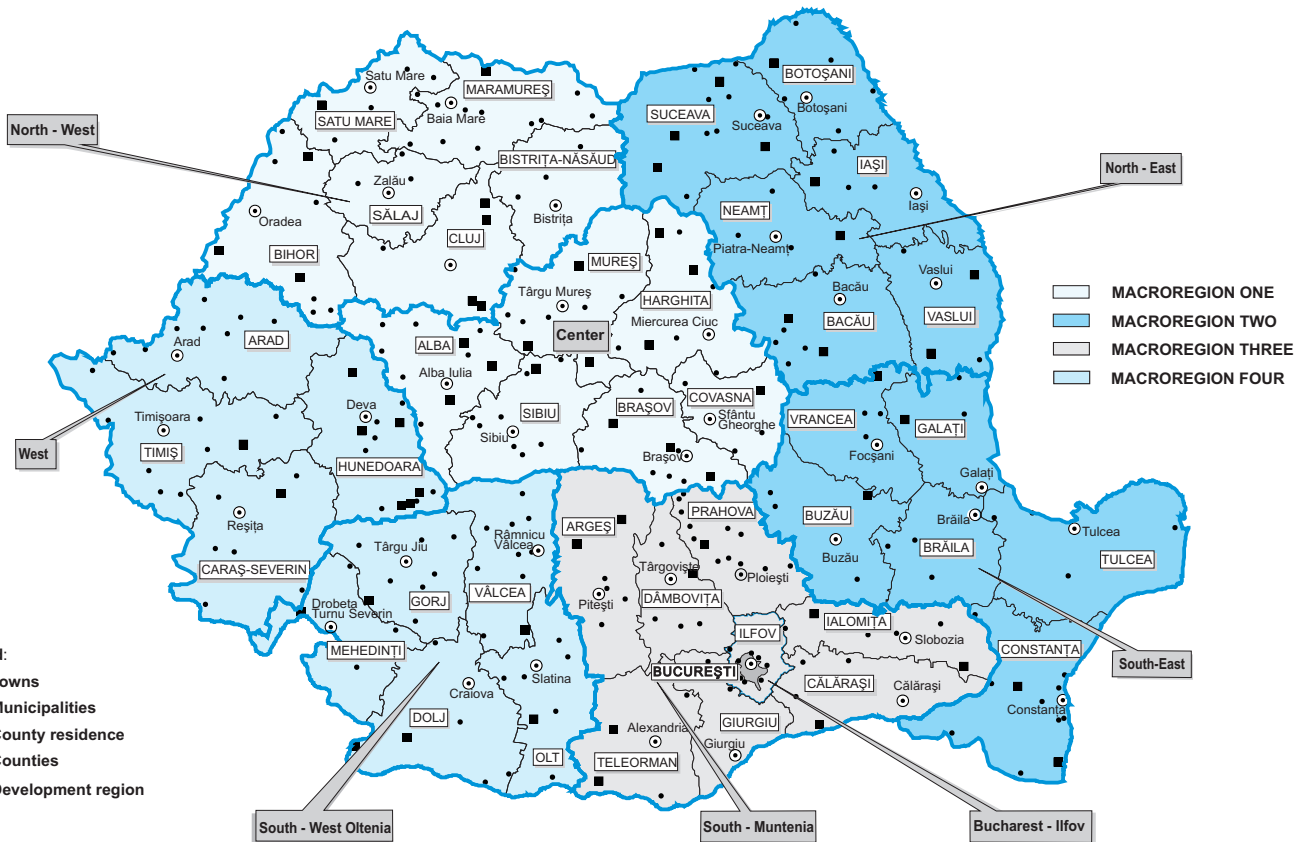 Satu Mare
MARAMUREŞ
BOTOŞANI
Botoşani
SATU MARE
Baia Mare
SUCEAVA
Suceava
North - West
BISTRIŢA-NĂSĂUD
IAŞI
North - East
Zalău
SĂLAJ
Iaşi
NEAMŢ
Bistriţa
Oradea
CLUJ
Piatra-Neamţ
BIHOR
MUREŞ
Vaslui
Târgu Mureş
HARGHITA
Bacău
BACĂU
VASLUI
MACROREGION ONE
MACROREGION TWO
MACROREGION THREE
MACROREGION FOUR
Miercurea Ciuc
Center
ARAD
Arad
ALBA
Alba Iulia
COVASNA
Sfântu
Gheorghe
BRAŞOV
SIBIU
Sibiu
Braşov
Deva
Timişoara
TIMIŞ
West
HUNEDOARA
VRANCEA
Focşani
GALAŢI
Galaţi
Reşiţa
CARAŞ-SEVERIN
ARGEŞ
PRAHOVA
BUZĂU
Buzău
Brăila
BRĂILA
Tulcea
TULCEA
Râmnicu
Vâlcea
Târgu Jiu
GORJ
VÂLCEA
Târgovişte
Ploieşti
DÂMBOVIŢA
Piteşti
Drobeta
Turnu Severin
MEHEDINŢI
ILFOV
IALOMIŢA
Slobozia
CONSTANŢA
South-East
BUCUREŞTI
Slatina
Craiova
CĂLĂRAŞI
Călăraşi
Constanţa
DOLJ
OLT
Alexandria
TELEORMAN
GIURGIU
Giurgiu
County residence
Counties
South - West Oltenia
South - Muntenia
Bucharest - Ilfov